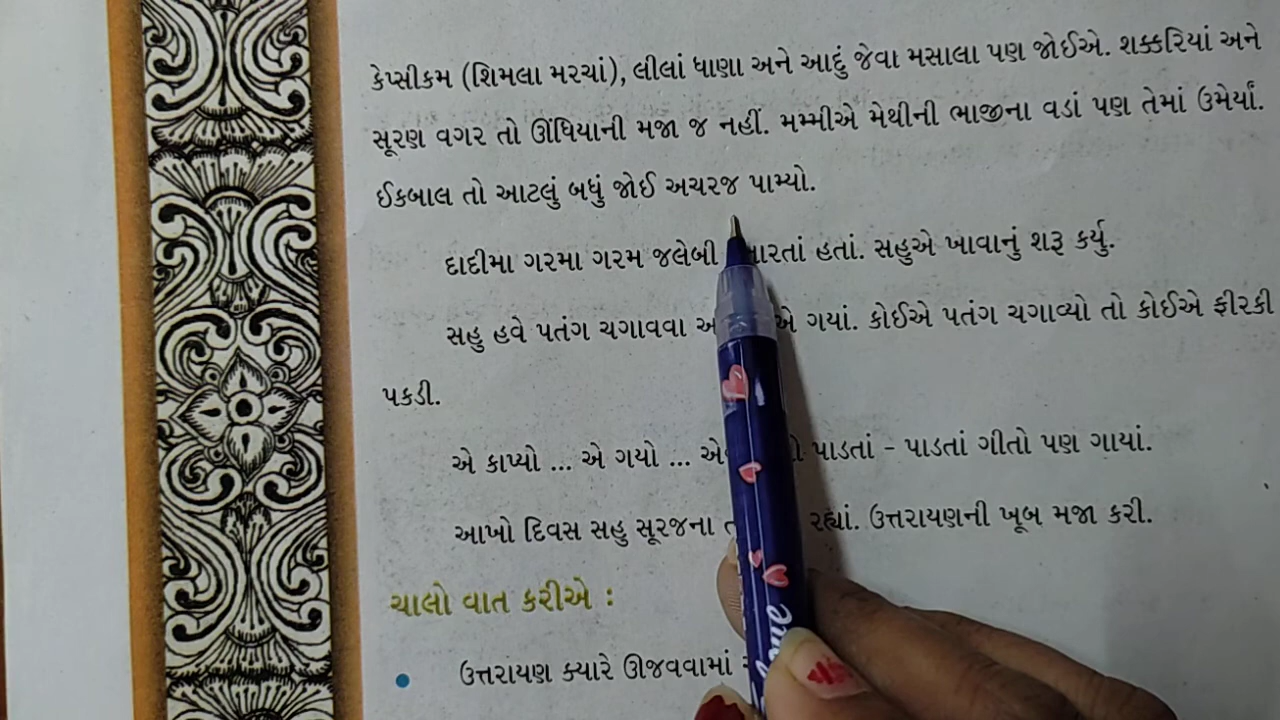 કેપ્સીકમ (શિમલા મરચાં), લીલાં ધાણા અને આદું જેવા મસાલા પણ જોઈએ. શક્કરિયાં અને
સૂરણ વગર તો ઊંધિયાની મજા જ નહીં. મમ્મીએ મેથીની ભાજીના વડાં પણ તેમાં ઉમેર્યાં.
ઈકબાલ તો આટલું બધું જોઈ અચરજ પામ્યો.
દાદીમા ગરમા ગરમ જલેબી હતાં. સહુએ ખાવાનું શરૂ કર્યુ.
સહુ હવે પતંગ ચગાવવા ગયાં. કોઈએ પતંગ ચગાવ્યો તો કોઈએ ફીરકી
પકડી.
એ કાપ્યો ... એ ગયો ... પાડતાં - પાડતાં ગીતો પણ ગાયાં.
આખો દિવસ સહુ સૂરજના રહ્યાં. ઉત્તરાયણની ખૂબ મજા કરી.
ચાલો વાત કરીએ :
• ઉત્તરાયણ ક્યારે ઊજવવામાં